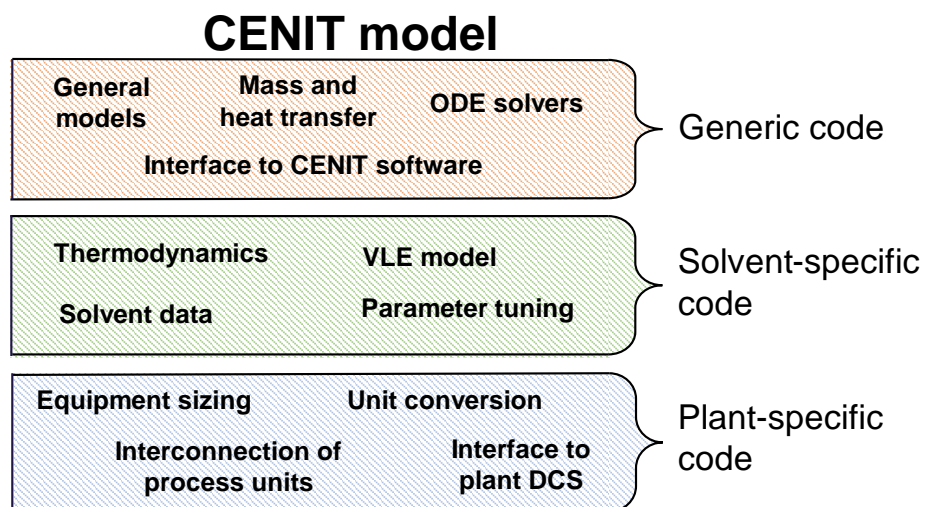 CENIT model
General
models
Mass and
heat transfer
ODE solvers
Interface to CENIT software
Generic code
Thermodynamics
VLE model
Solvent data
Parameter tuning
Solvent-specific
code
Equipment sizing
Unit conversion
Interconnection of
process units
Interface to
plant DCS
Plant-specific
code